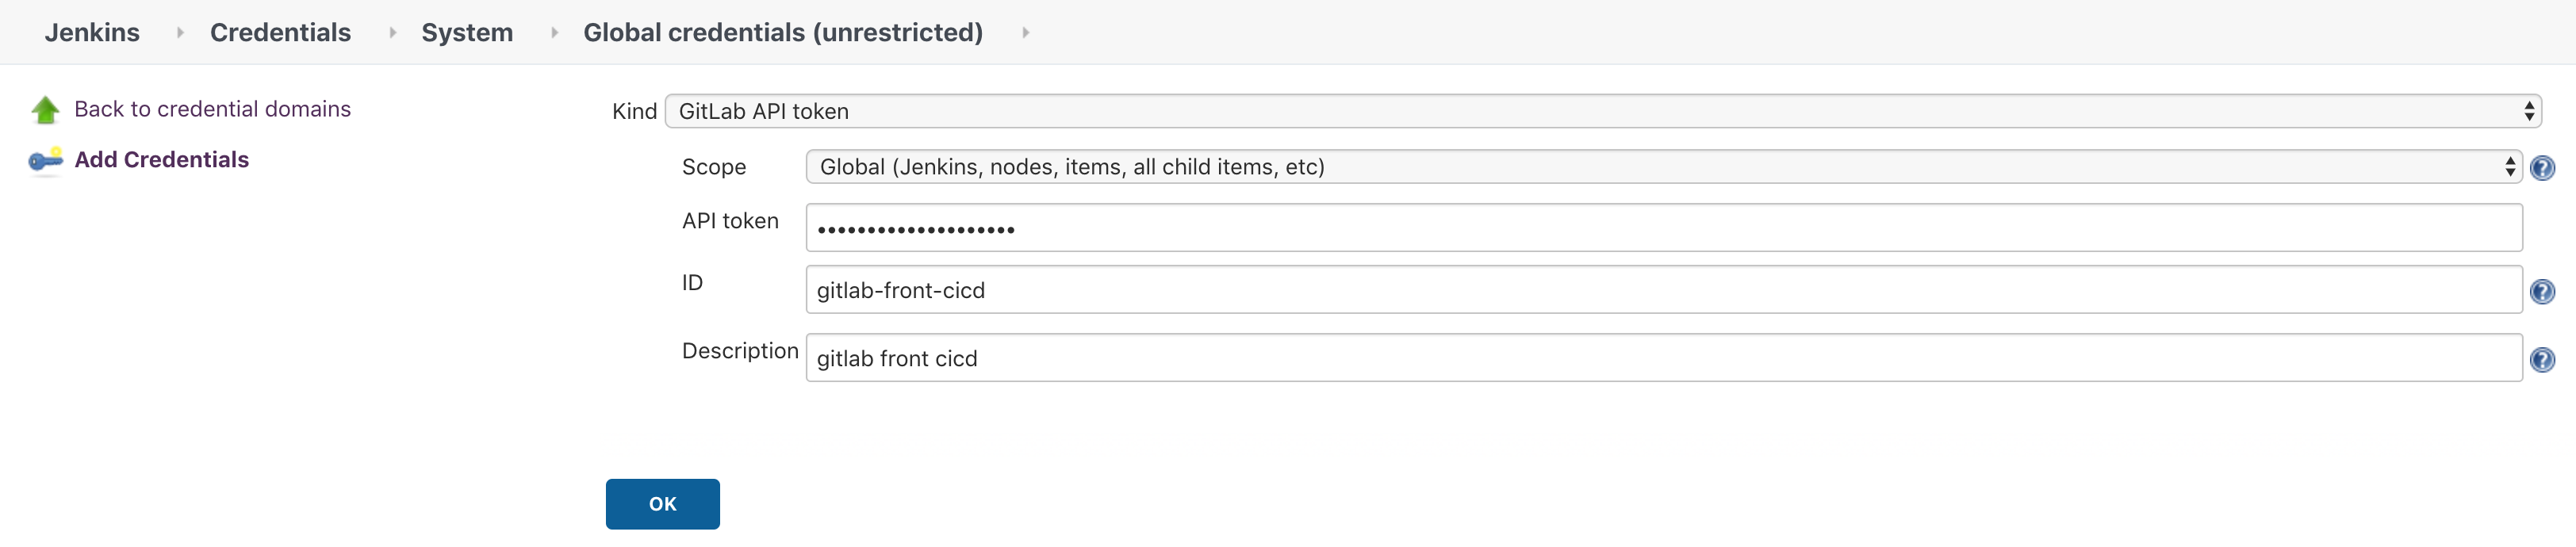 Jenkins Credentials System Global credentials (unrestricted)
Back to credential domains
Add Credentials
Kind GitLab API token
Scope Global (Jenkins, nodes, items, all child items, etc)
API token ••••••••••••••••••••
ID gitlab-front-cicd
Description gitlab front cicd
OK